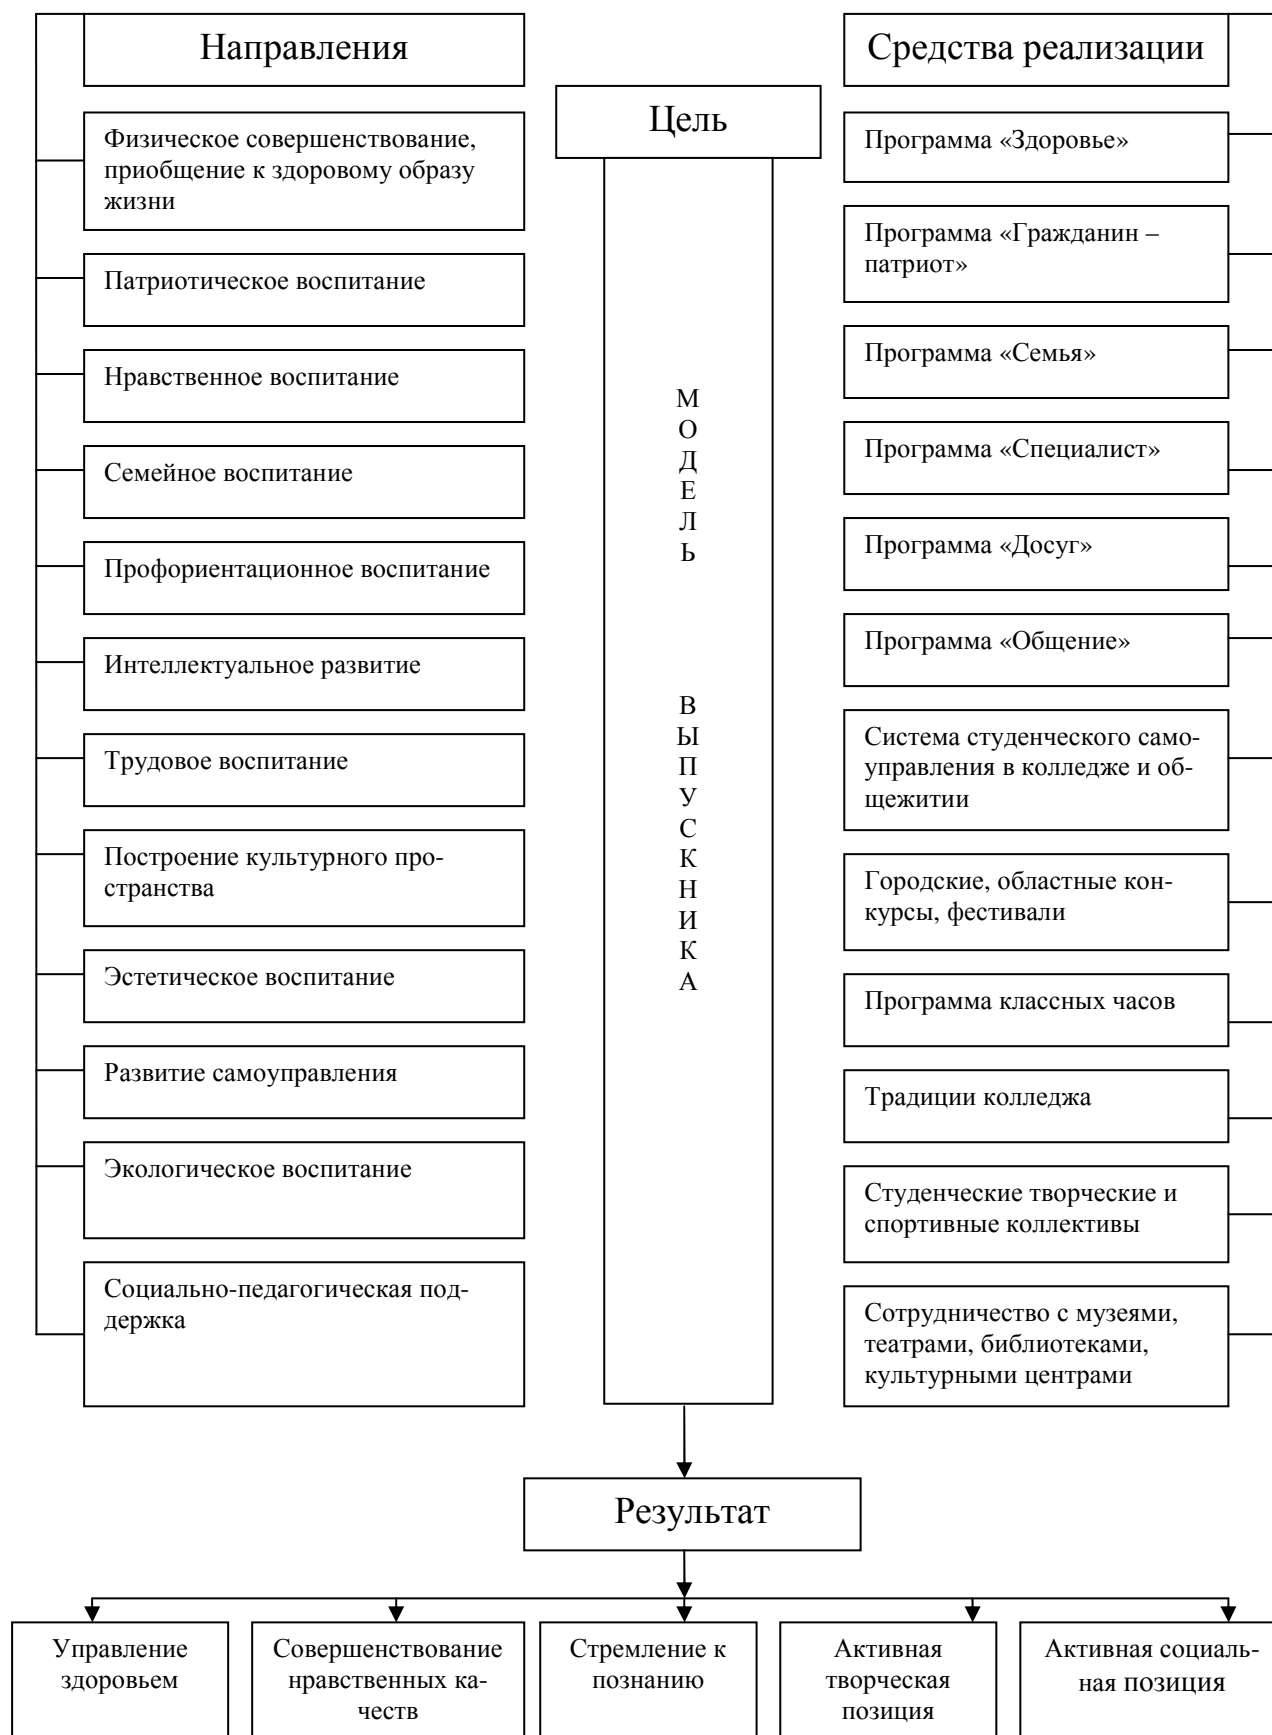 Направления
Физическое совершенствование,
приобщение к здоровому образу
жизни
Патриотическое воспитание
Нравственное воспитание
Семейное воспитание
Профориентационное воспитание
Интеллектуальное развитие
Трудовое воспитание
Построение культурного про-
странства
Эстетическое воспитание
Развитие самоуправления
Экологическое воспитание
Социально-педагогическая под-
держка
Цель
М
О
Д
Е
Л
Ь
В
Ы
П
У
С
К
Н
И
К
А
Средства реализации
Программа «Здоровье»
Программа «Гражданин –
патриот»
Программа «Семья»
Программа «Специалист»
Программа «Досуг»
Программа «Общение»
Система студенческого само-
управления в колледже и об-
щежитии
Городские, областные кон-
курсы, фестивали
Программа классных часов
Традиции колледжа
Студенческие творческие и
спортивные коллективы
Сотрудничество с музеями,
театрами, библиотеками,
культурными центрами
Результат
Управление
здоровьем
Совершенствование
нравственных ка-
честв
Стремление к
познанию
Активная
творческая
позиция
Активная социаль-
ная позиция